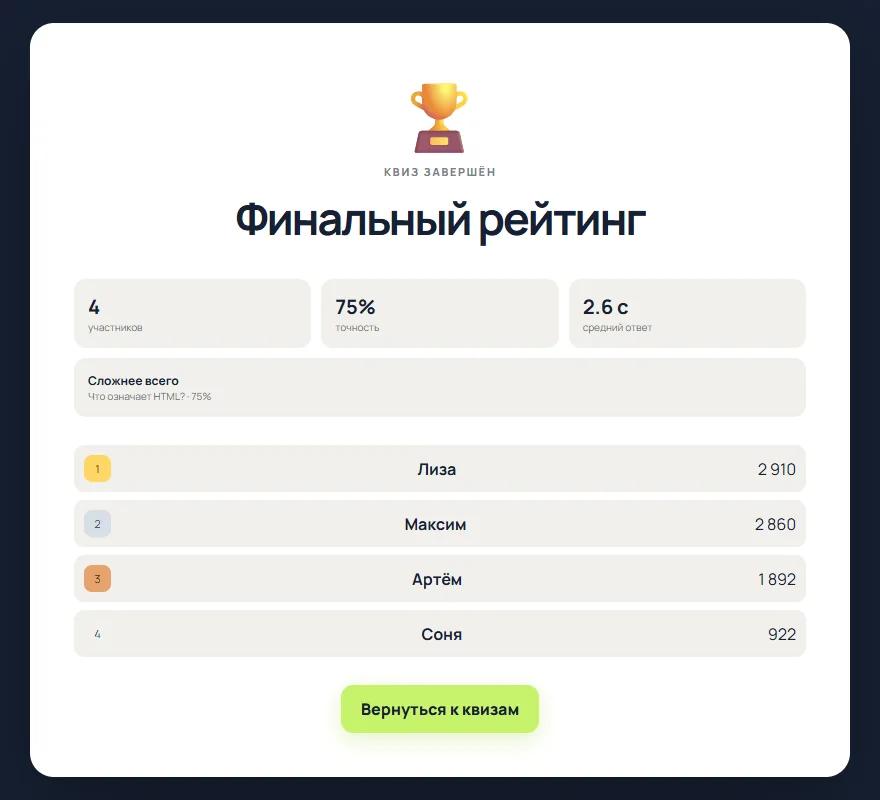 КВИЗ ЗАВЕРШЁН
Финальный рейтинг
4
участников
75%
точность
2.6 с
средний ответ
Сложнее всего
Что означает HTML? · 75%
1 Лиза 2 910
2 Максим 2 860
3 Артём 1 892
4 Соня 922
Вернуться к квизам